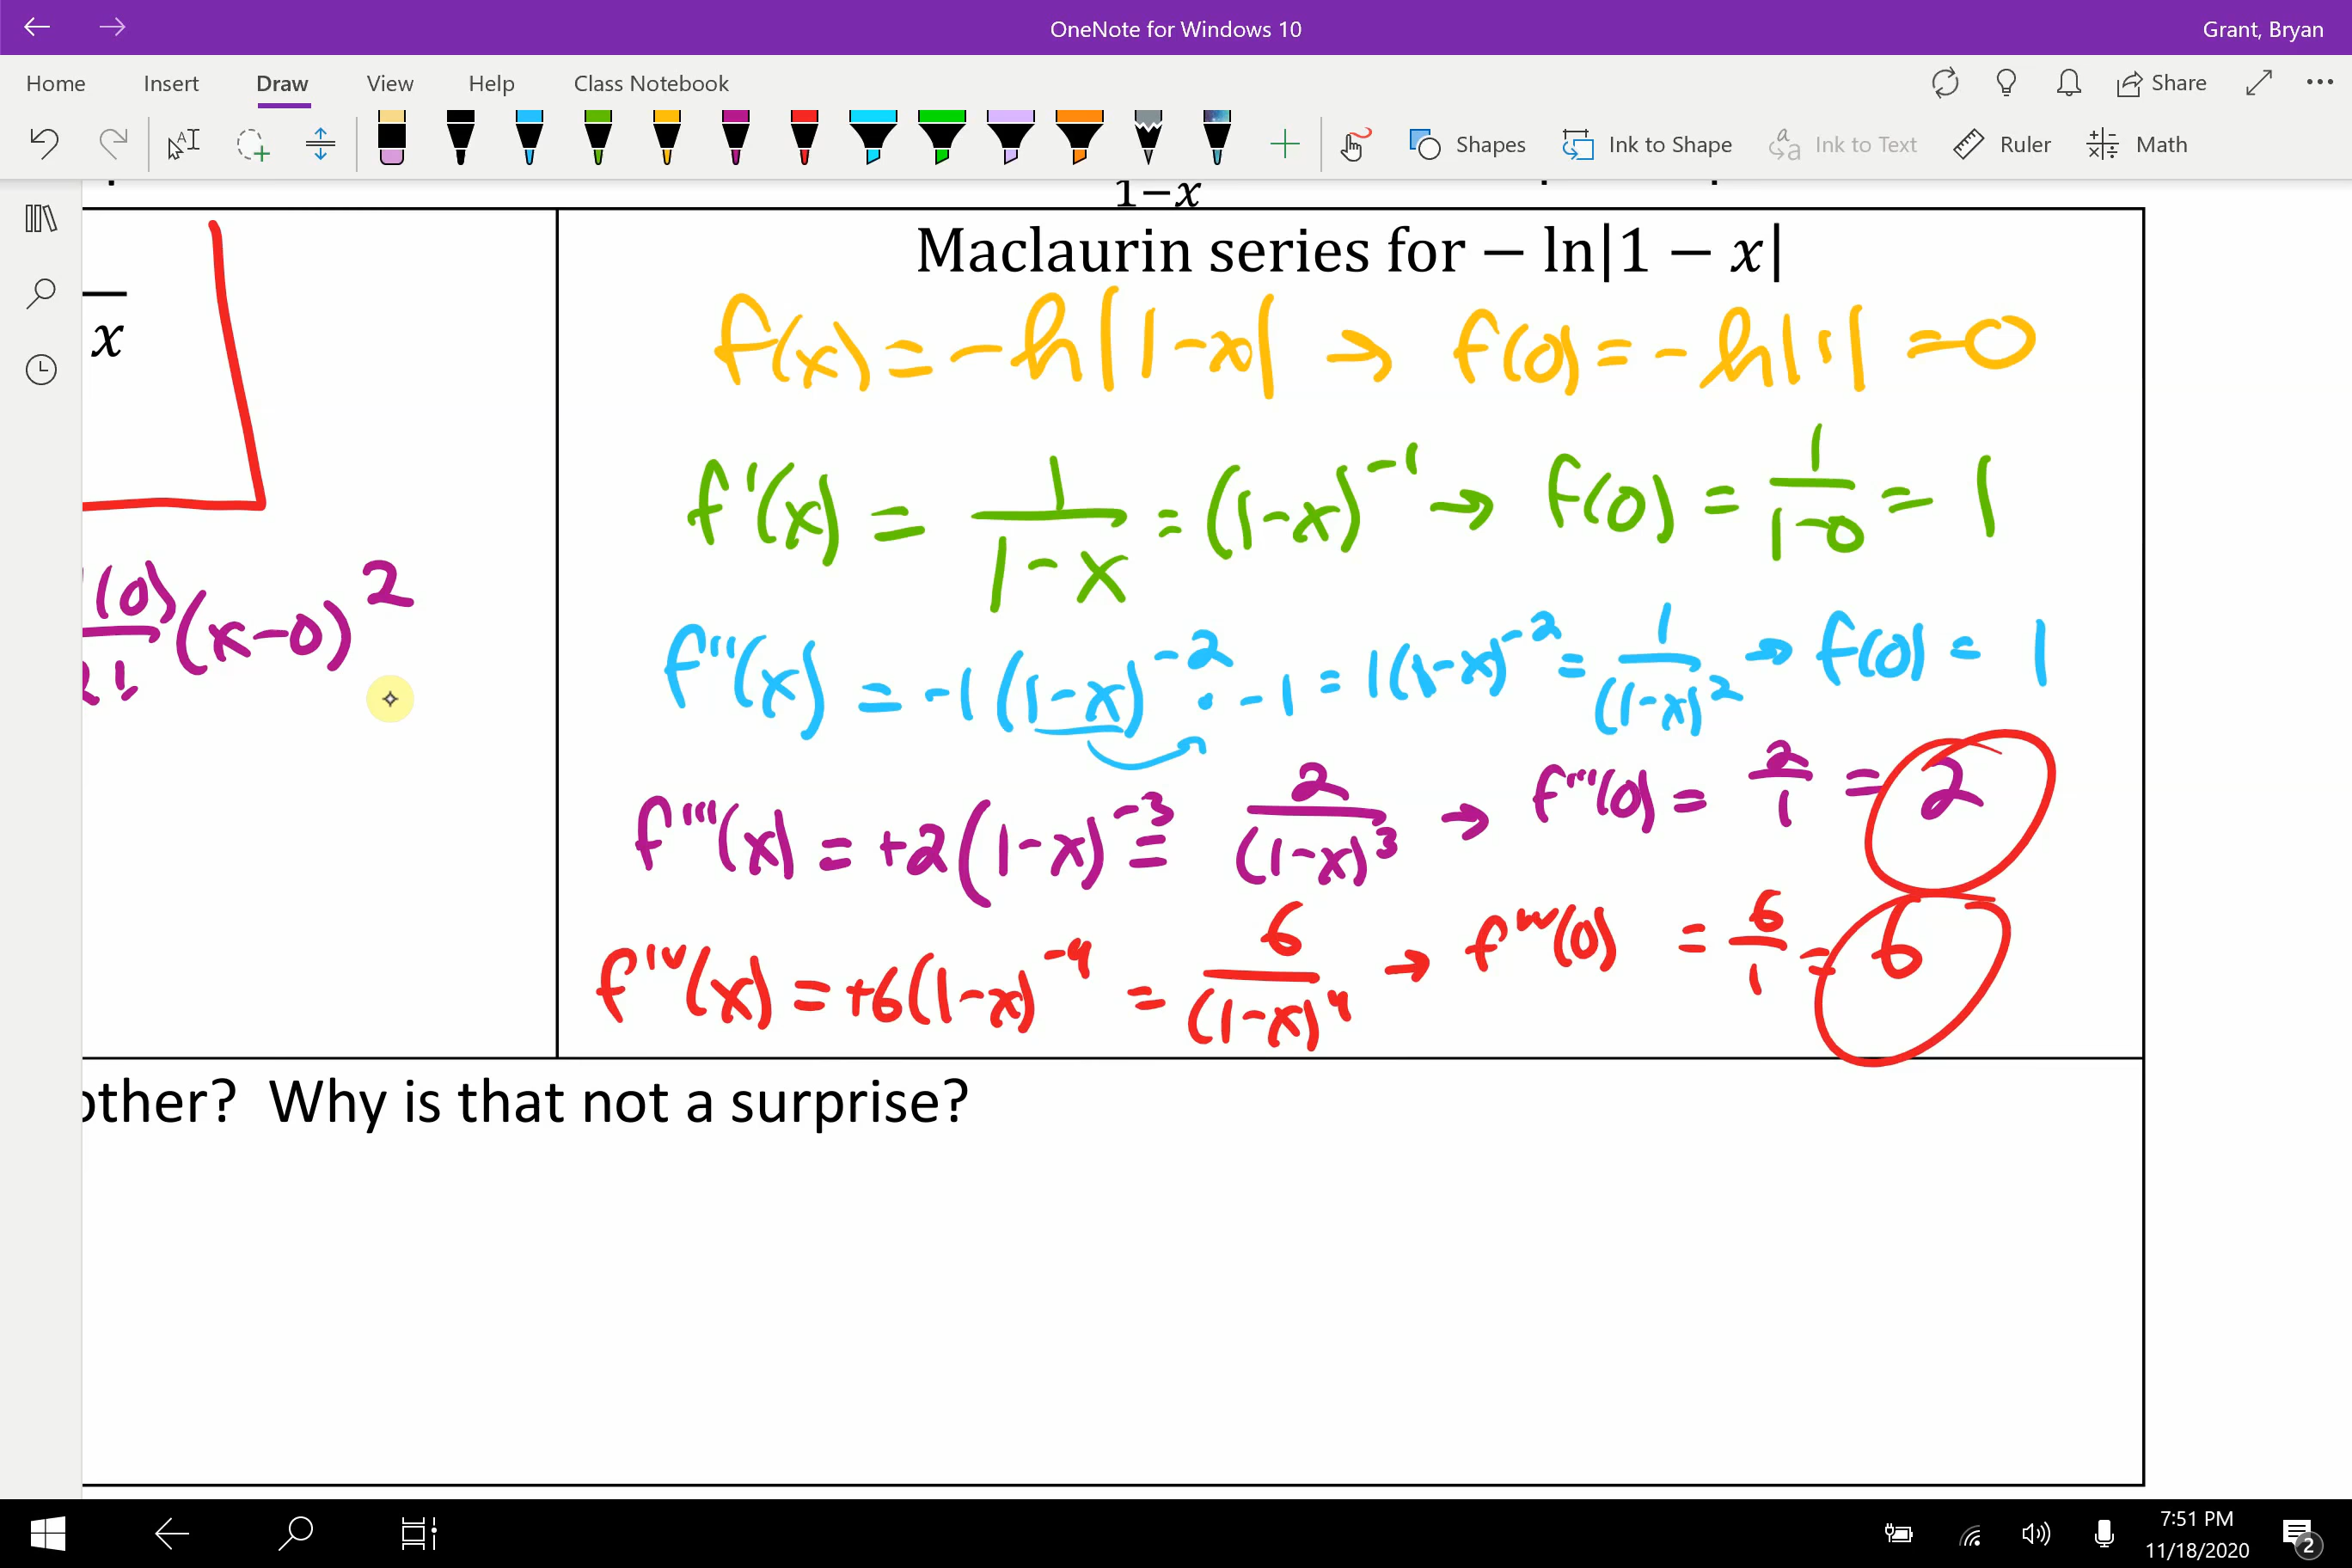 OneNote for Windows 10
Grant, Bryan
Home Insert Draw View Help Class Notebook Share
Shapes Ink to Shape Ink to Text Ruler Math
1−x
Maclaurin series for − ln|1 − x|
x
f(x) = -ln|1-x| → f(0) = -ln|1| = 0
f'(x) = 1/(1-x) = (1-x)^-1 → f(0) = 1/(1-0) = 1
(0)/2! (x-0)^2
f''(x) = -1(1-x)^-2 · -1 = 1(1-x)^-2 = 1/(1-x)^2 → f(0) = 1
f'''(x) = +2(1-x)^-3 = 2/(1-x)^3 → f'''(0) = 2/1 = 2
f^IV(x) = +6(1-x)^-4 = 6/(1-x)^4 → f^IV(0) = 6/1 = 6
other? Why is that not a surprise?
7:51 PM
11/18/2020
2